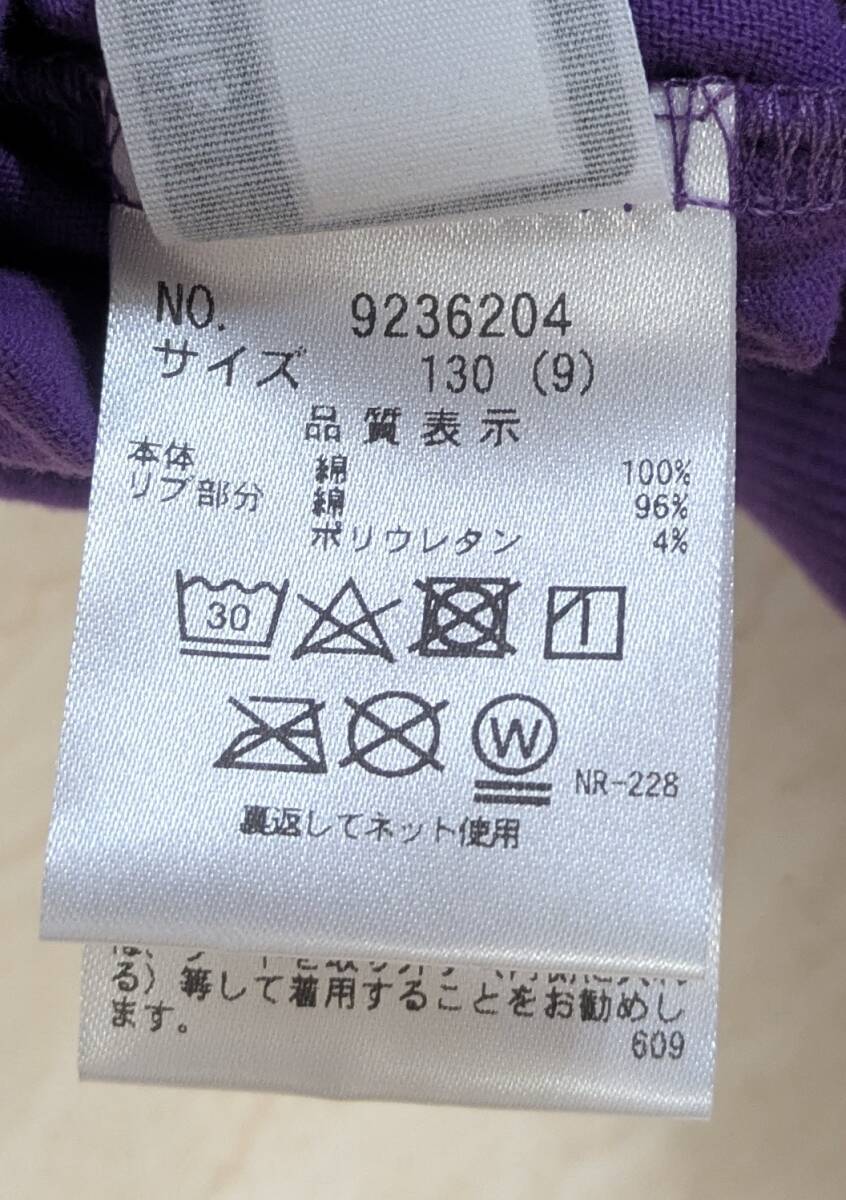 NO. 9236204
サイズ 130 (9)
品質表示
本体 綿 100%
リブ部分 綿 96%
ポリウレタン 4%
30
W
NR-228
裏返してネット使用
る)等して着用することをお勧めし
ます。
609